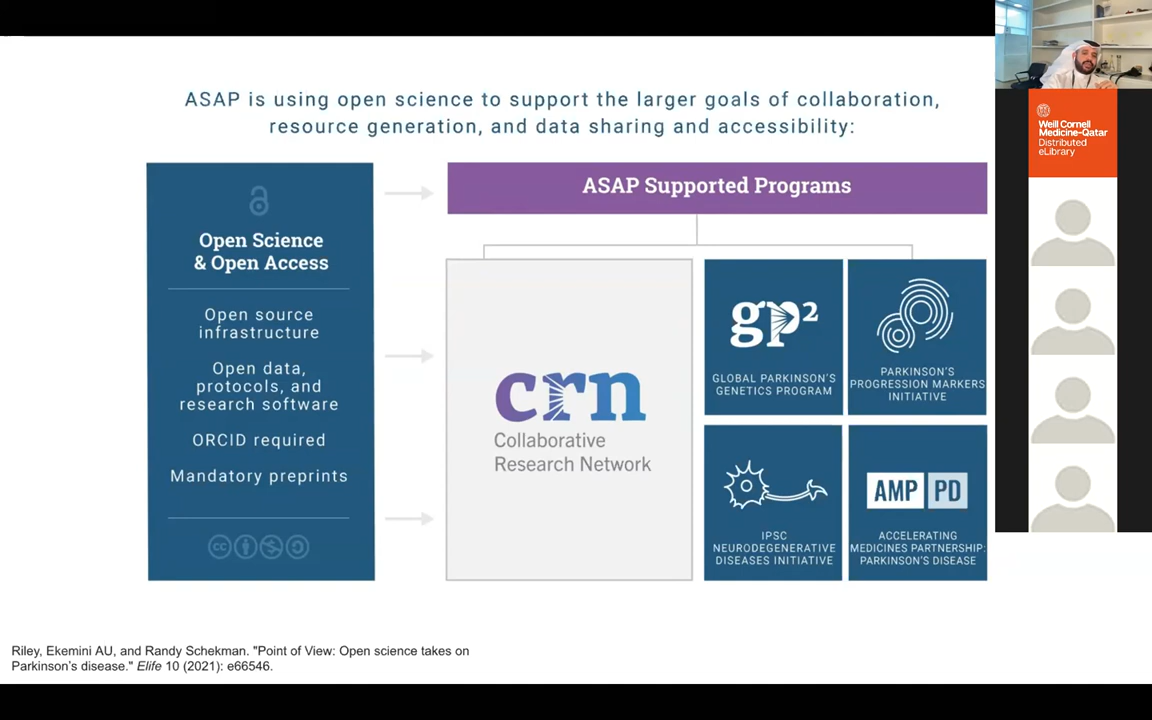 ASAP is using open science to support the larger goals of collaboration,
resource generation, and data sharing and accessibility:
Open Science
& Open Access
Open source
infrastructure
Open data,
protocols, and
research software
ORCID required
Mandatory preprints
cc
ASAP Supported Programs
crn
Collaborative
Research Network
gp2
GLOBAL PARKINSON'S
GENETICS PROGRAM
PARKINSON'S
PROGRESSION MARKERS
INITIATIVE
IPSC
NEURODEGENERATIVE
DISEASES INITIATIVE
AMP PD
ACCELERATING
MEDICINES PARTNERSHIP:
PARKINSON'S DISEASE
Riley, Ekemini AU, and Randy Schekman. "Point of View: Open science takes on
Parkinson's disease." Elife 10 (2021): e66546.
Weill Cornell
Medicine-Qatar
Distributed
eLibrary